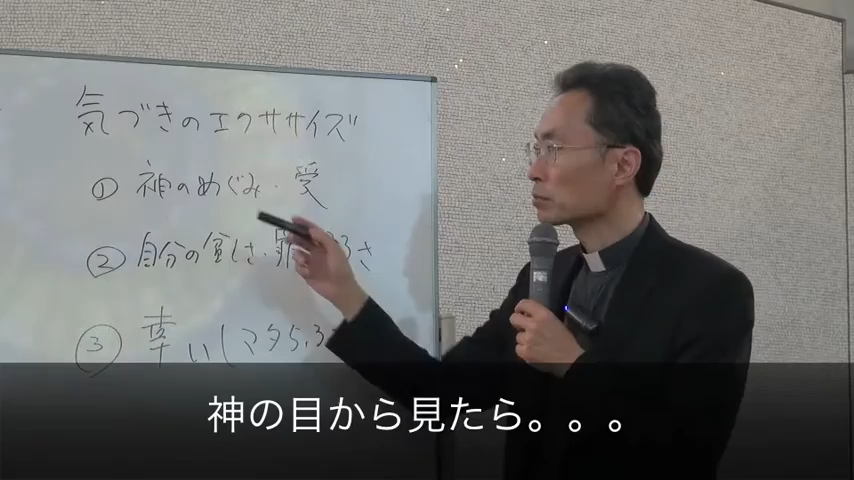 気づきのエクササイズ
① 神のめぐみ・愛
② 自分の貧しさ・
③ 幸い(マタ5,3
神の目から見たら。。。